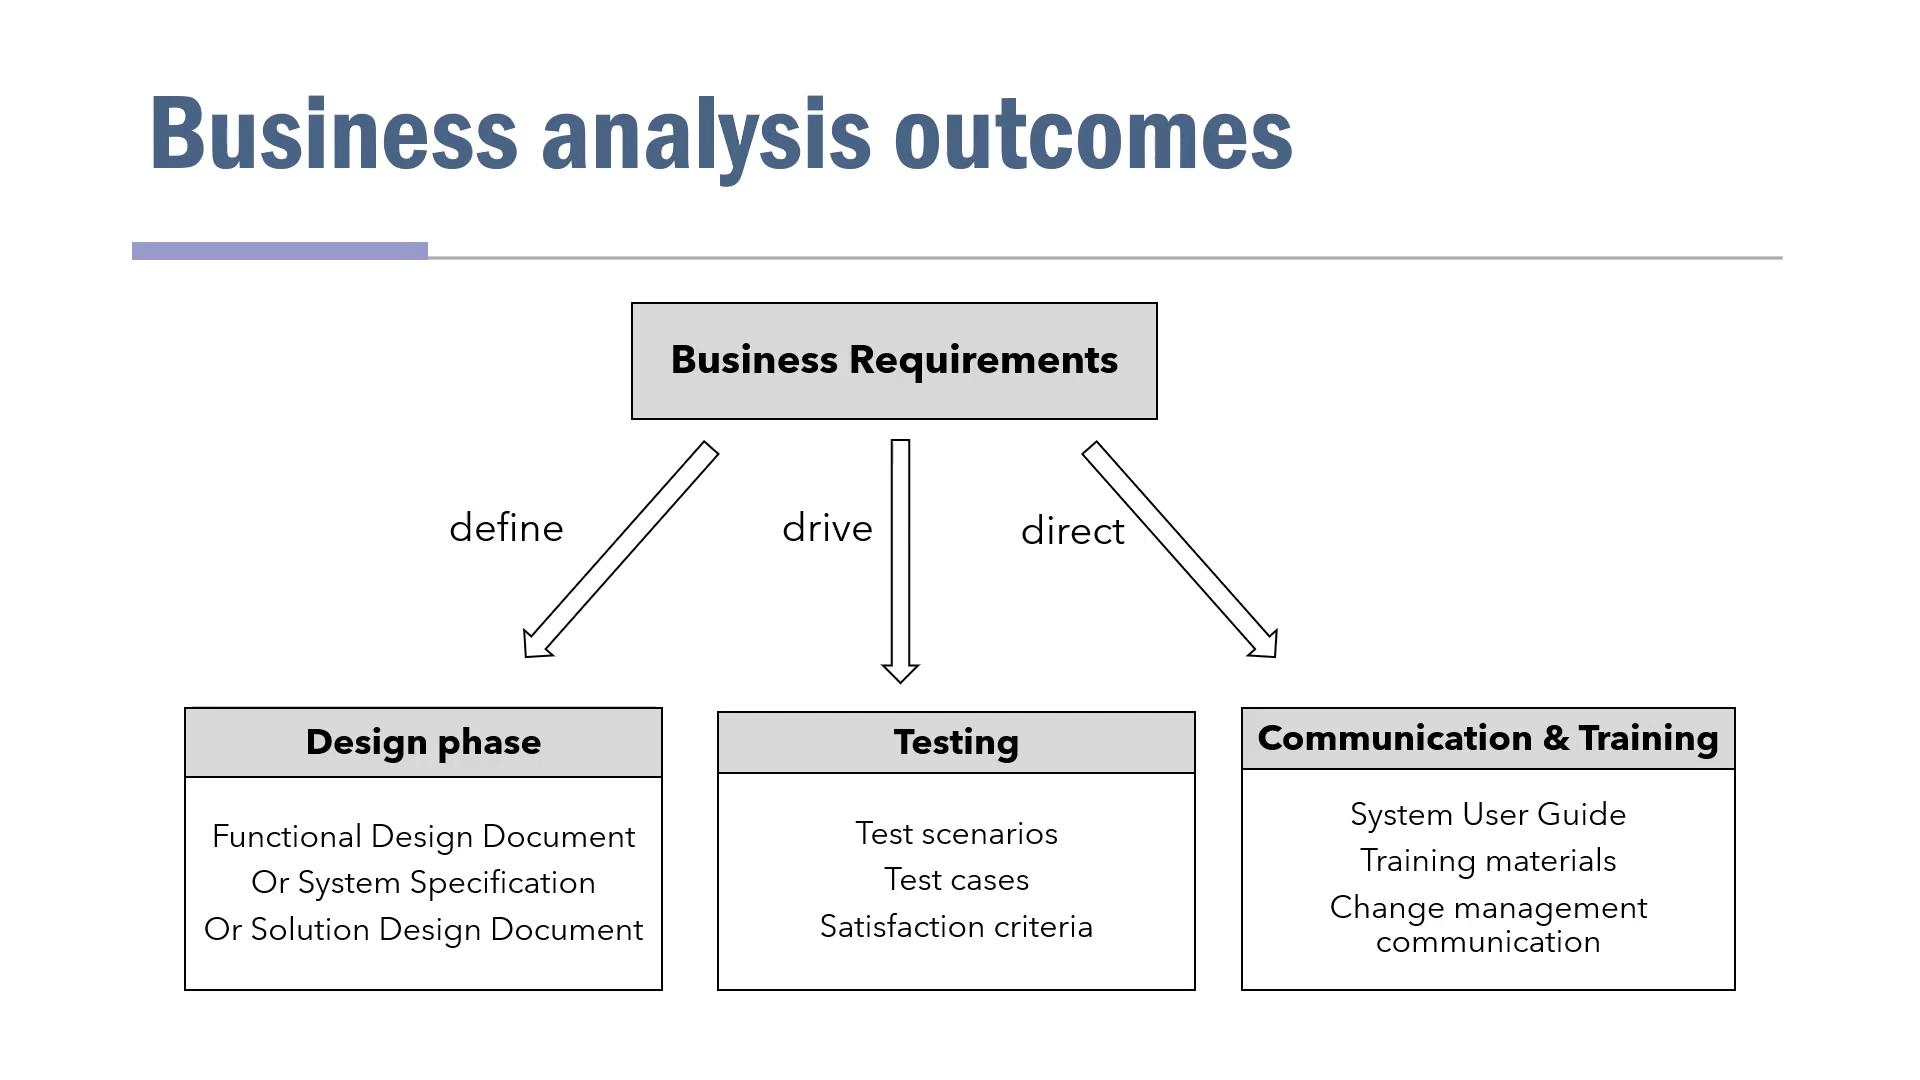 Business analysis outcomes
Business Requirements
define
drive
direct
Design phase
Functional Design Document
Or System Specification
Or Solution Design Document
Testing
Test scenarios
Test cases
Satisfaction criteria
Communication & Training
System User Guide
Training materials
Change management
communication